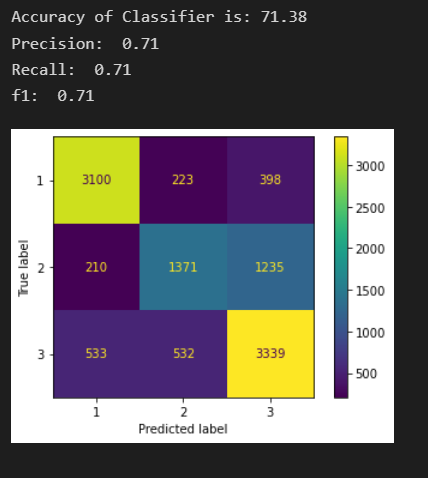 Accuracy of Classifier is: 71.38
Precision:  0.71
Recall:  0.71
f1:  0.71
1 3100 223 398
2 210 1371 1235
3 533 532 3339
1 2 3
True label
Predicted label
3000
2500
2000
1500
1000
500